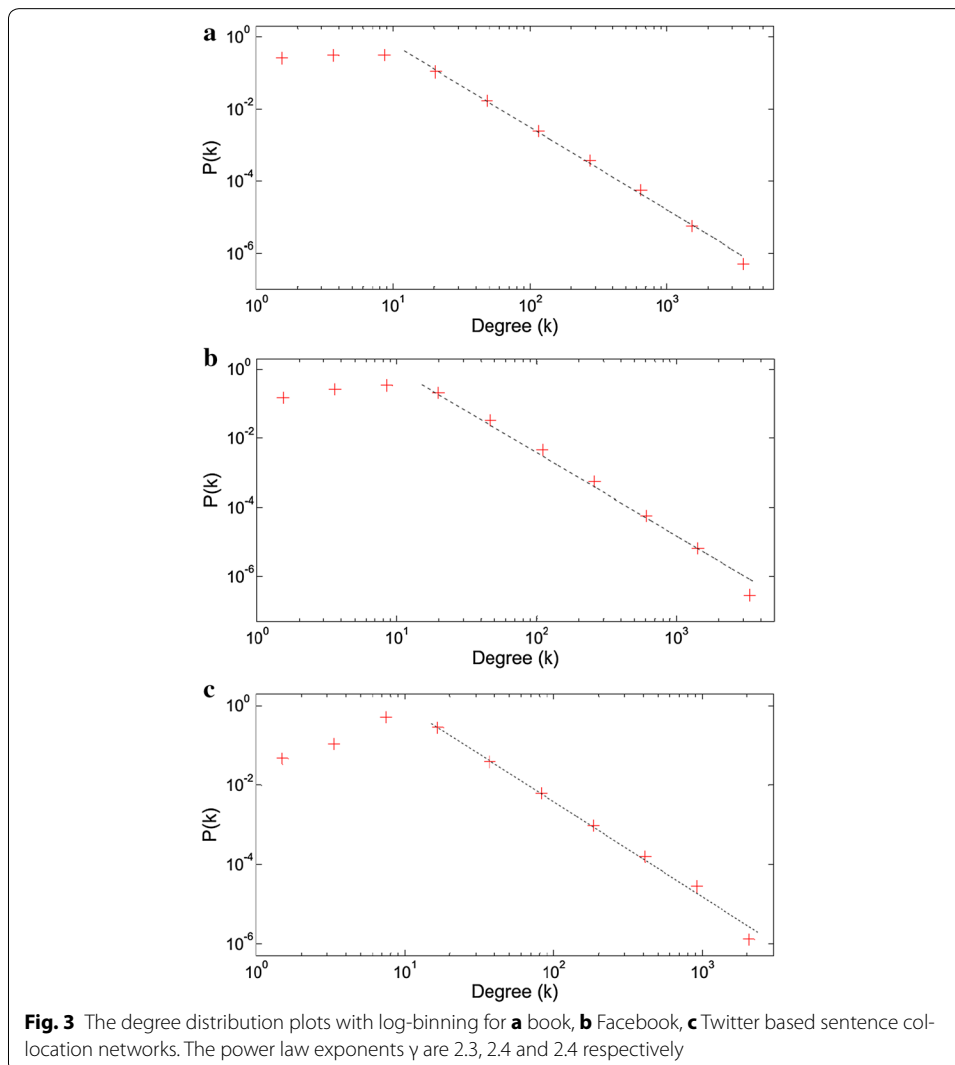 a
10^0
10^-2
10^-4
10^-6
P(k)
10^0 10^1 10^2 10^3
Degree (k)
b
10^0
10^-2
10^-4
10^-6
P(k)
10^0 10^1 10^2 10^3
Degree (k)
c
10^0
10^-2
10^-4
10^-6
P(k)
10^0 10^1 10^2 10^3
Degree (k)
Fig. 3 The degree distribution plots with log-binning for a book, b Facebook, c Twitter based sentence col-
location networks. The power law exponents γ are 2.3, 2.4 and 2.4 respectively